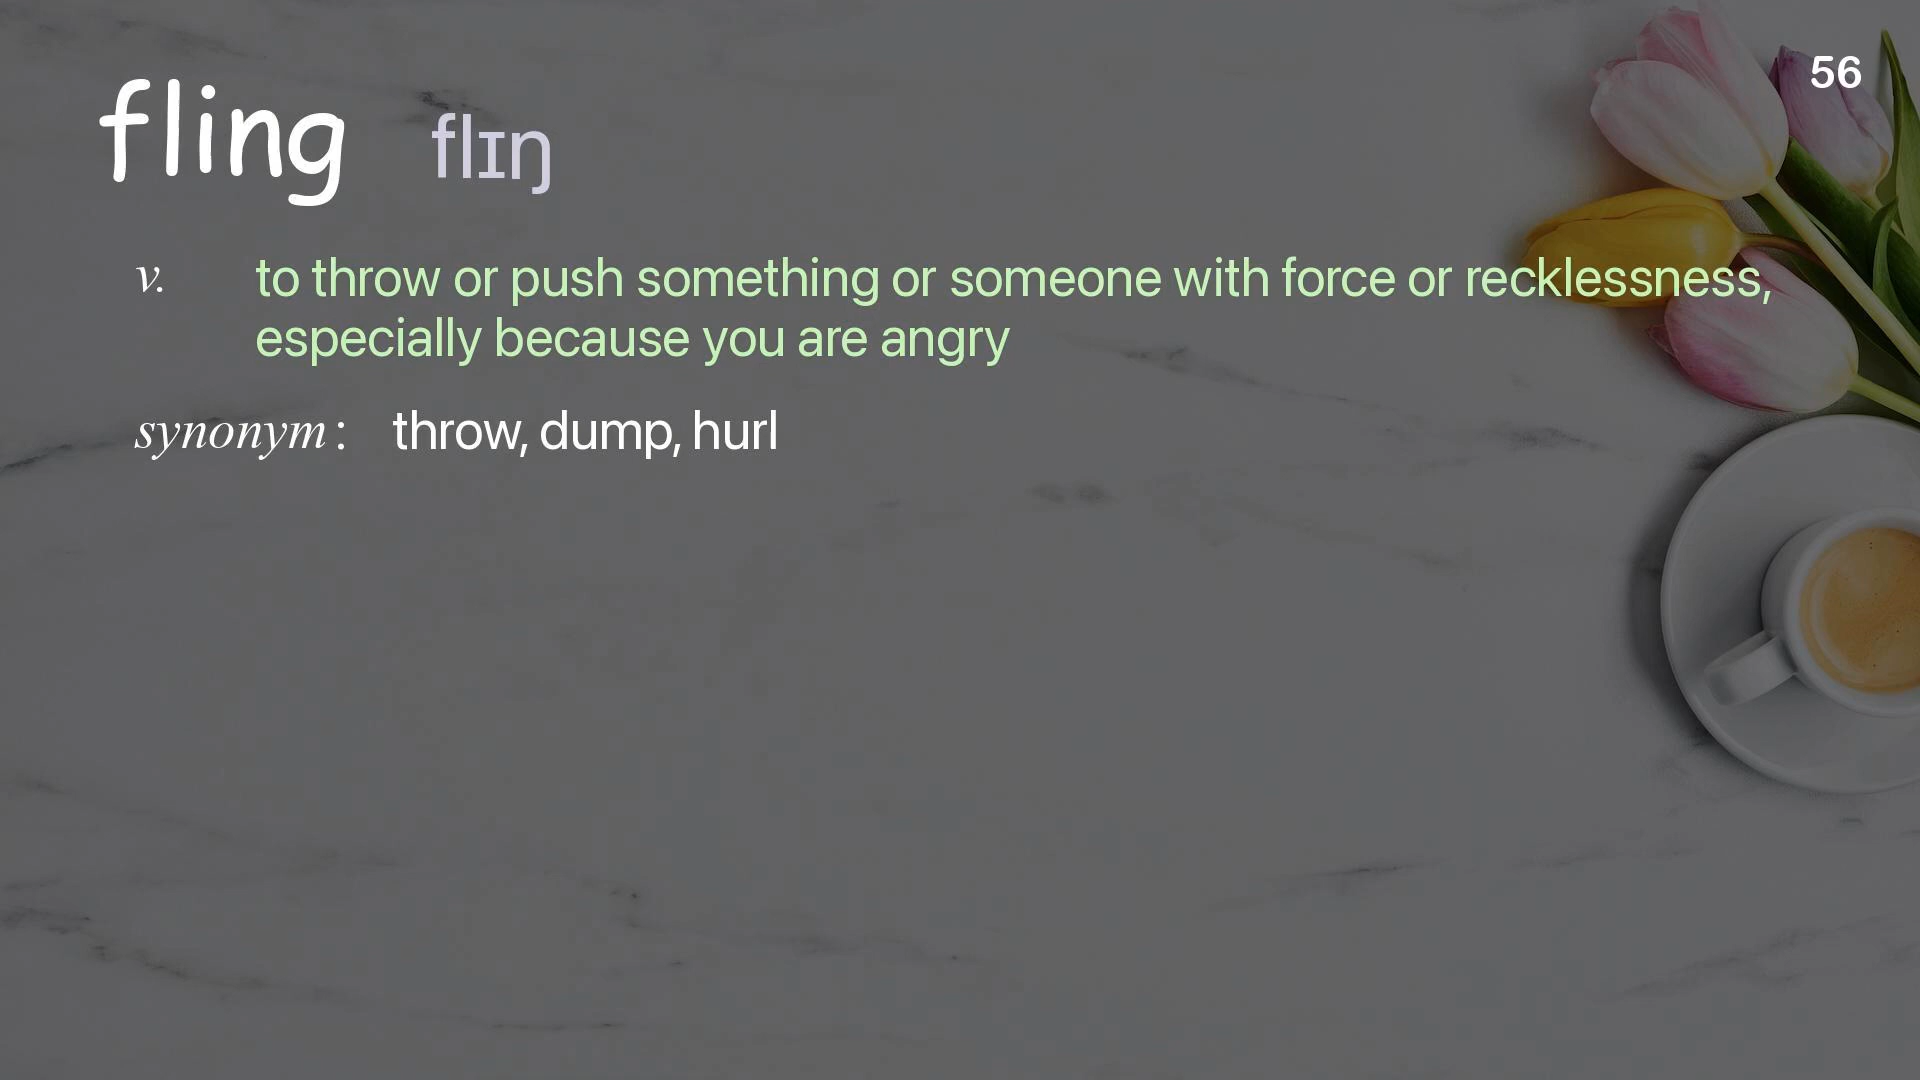 56
fling flɪŋ
v. to throw or push something or someone with force or recklessness,
especially because you are angry
synonym: throw, dump, hurl